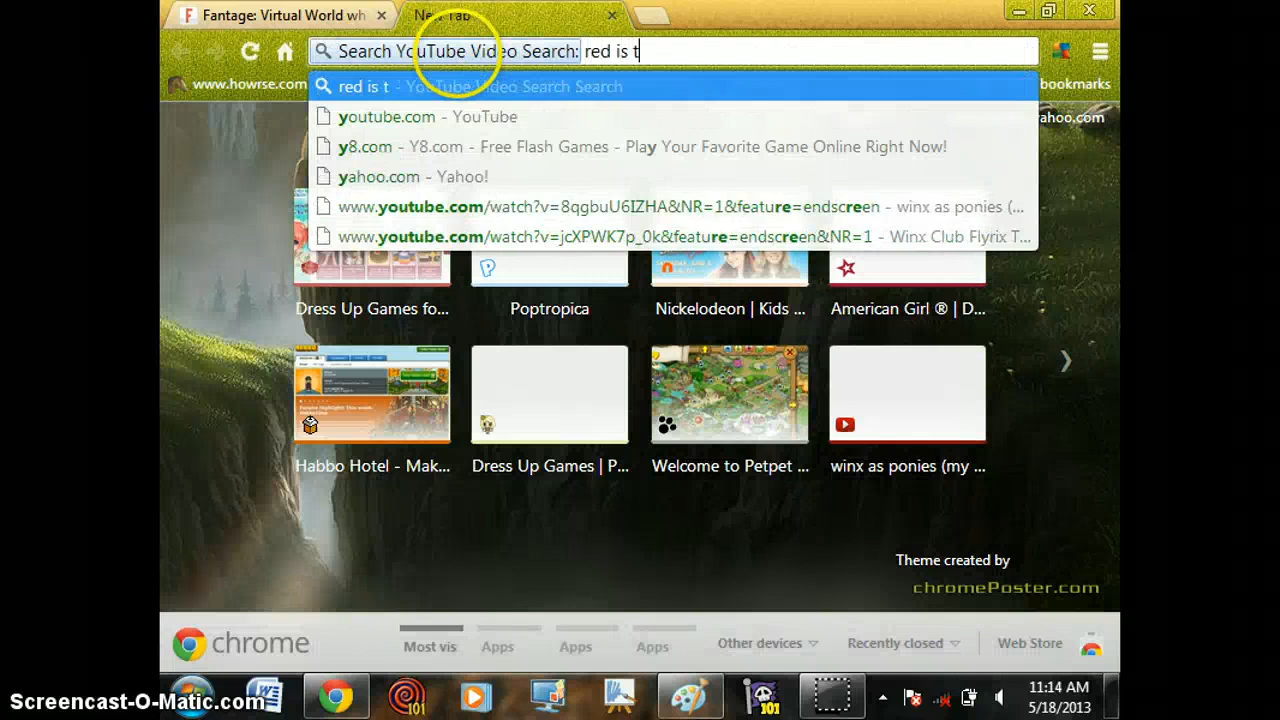 Fantage: Virtual World wh
New Tab
Search YouTube Video Search: red is t
www.howrse.com
bookmarks
red is t - YouTube Video Search Search
youtube.com - YouTube
yahoo.com
y8.com - Y8.com - Free Flash Games - Play Your Favorite Game Online Right Now!
yahoo.com - Yahoo!
www.youtube.com/watch?v=8qgbuU6IZHA&NR=1&feature=endscreen - winx as ponies (...
www.youtube.com/watch?v=jcXPWK7p_0k&feature=endscreen&NR=1 - Winx Club Flyrix T...
Dress Up Games fo...
Poptropica
Nickelodeon | Kids ...
American Girl ® | D...
Habbo Hotel - Mak...
Dress Up Games | P...
Welcome to Petpet ...
winx as ponies (my ...
Theme created by
chromePoster.com
chrome
Most vis
Apps
Apps
Apps
Other devices
Recently closed
Web Store
101
101
11:14 AM
5/18/2013
Screencast-O-Matic.com